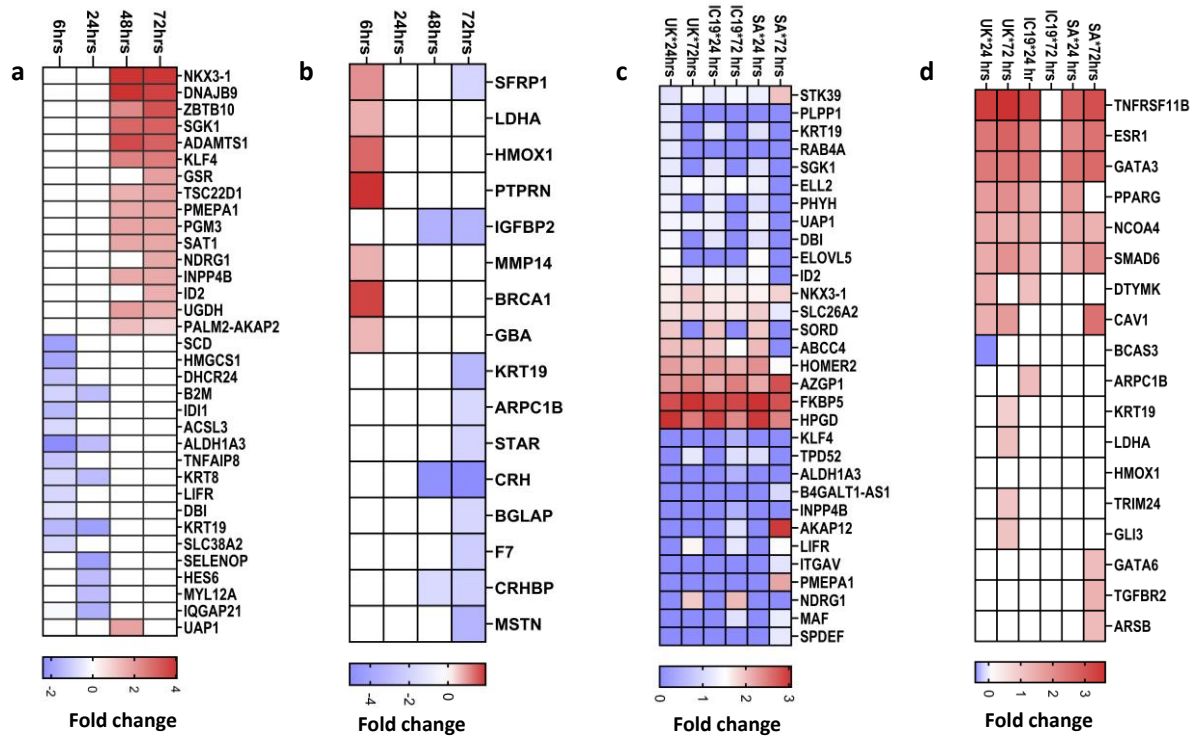 a
6hrs
24hrs
48hrs
72hrs
NKX3-1
DNAJB9
ZBTB10
SGK1
ADAMTS1
KLF4
GSR
TSC22D1
PMEPA1
PGM3
SAT1
NDRG1
INPP4B
ID2
UGDH
PALM2-AKAP2
SCD
HMGCS1
DHCR24
B2M
IDI1
ACSL3
ALDH1A3
TNFAIP8
KRT8
LIFR
DBI
KRT19
SLC38A2
SELENOP
HES6
MYL12A
IQGAP21
UAP1
-2 0 2 4
Fold change
b
6hrs
24hrs
48hrs
72hrs
SFRP1
LDHA
HMOX1
PTPRN
IGFBP2
MMP14
BRCA1
GBA
KRT19
ARPC1B
STAR
CRH
BGLAP
F7
CRHBP
MSTN
-4 -2 0
Fold change
c
UK*24hrs
UK*72hrs
IC19*24 hrs
IC19*72 hrs
SA*24 hrs
SA*72 hrs
STK39
PLPP1
KRT19
RAB4A
SGK1
ELL2
PHYH
UAP1
DBI
ELOVL5
ID2
NKX3-1
SLC26A2
SORD
ABCC4
HOMER2
AZGP1
FKBP5
HPGD
KLF4
TPD52
ALDH1A3
B4GALT1-AS1
INPP4B
AKAP12
LIFR
ITGAV
PMEPA1
NDRG1
MAF
SPDEF
0 1 2 3
Fold change
d
UK*24 hrs
UK*72 hrs
IC19*24 hr
IC19*72 hrs
SA*24 hrs
SA*72hrs
TNFRSF11B
ESR1
GATA3
PPARG
NCOA4
SMAD6
DTYMK
CAV1
BCAS3
ARPC1B
KRT19
LDHA
HMOX1
TRIM24
GLI3
GATA6
TGFBR2
ARSB
0 1 2 3
Fold change